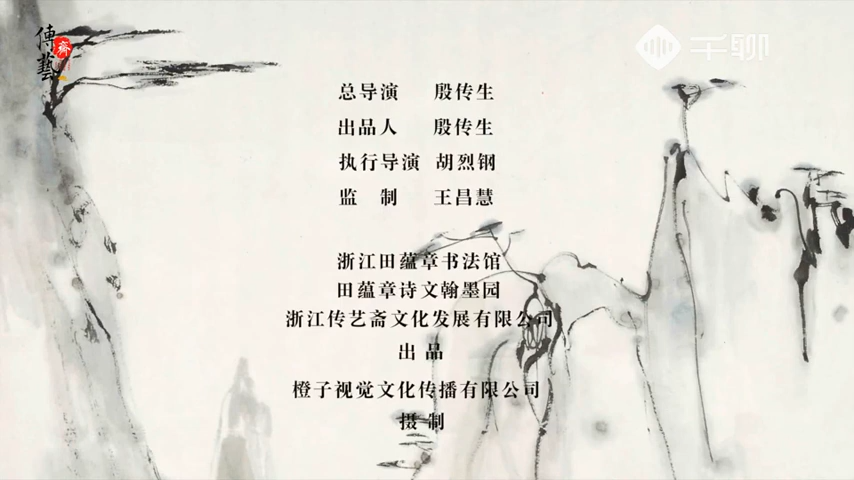 傳藝
斋
千聊
总导演 殷传生
出品人 殷传生
执行导演 胡烈钢
监 制 王昌慧
浙江田蕴章书法馆
田蕴章诗文翰墨园
浙江传艺斋文化发展有限公司
出 品
橙子视觉文化传播有限公司
摄 制